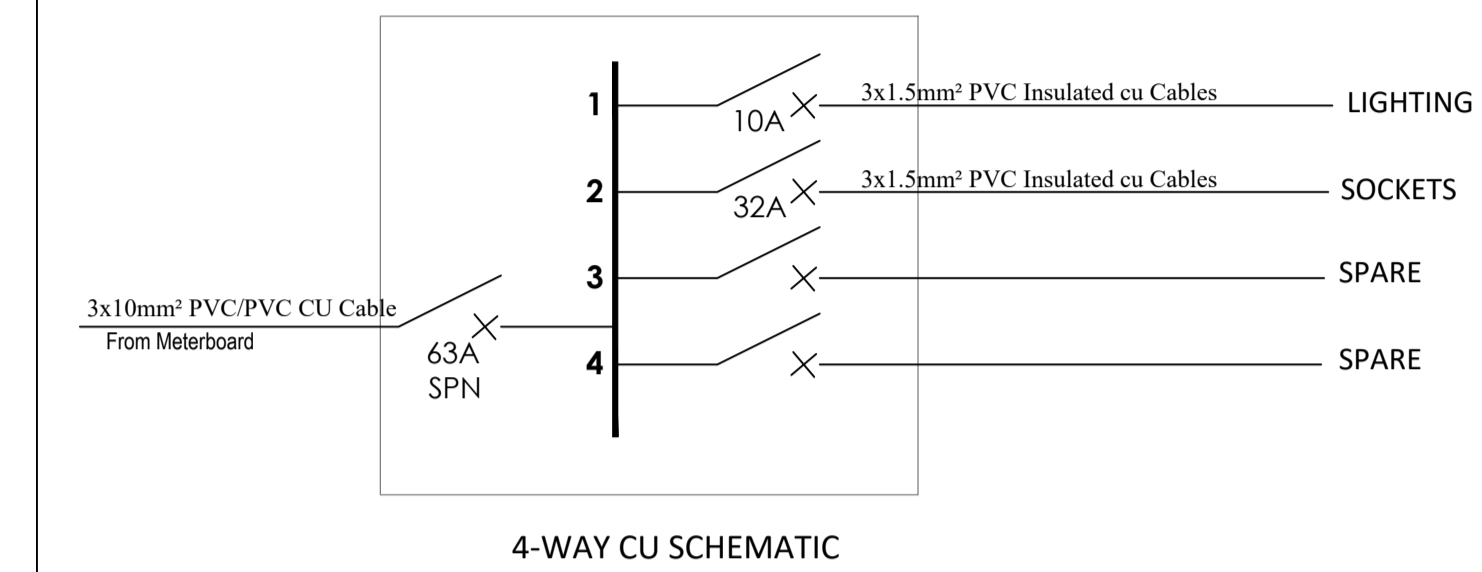 1
10A
3x1.5mm² PVC Insulated cu Cables
LIGHTING
2
32A
3x1.5mm² PVC Insulated cu Cables
SOCKETS
3
SPARE
3x10mm² PVC/PVC CU Cable
From Meterboard
63A
SPN
4
SPARE
4-WAY CU SCHEMATIC